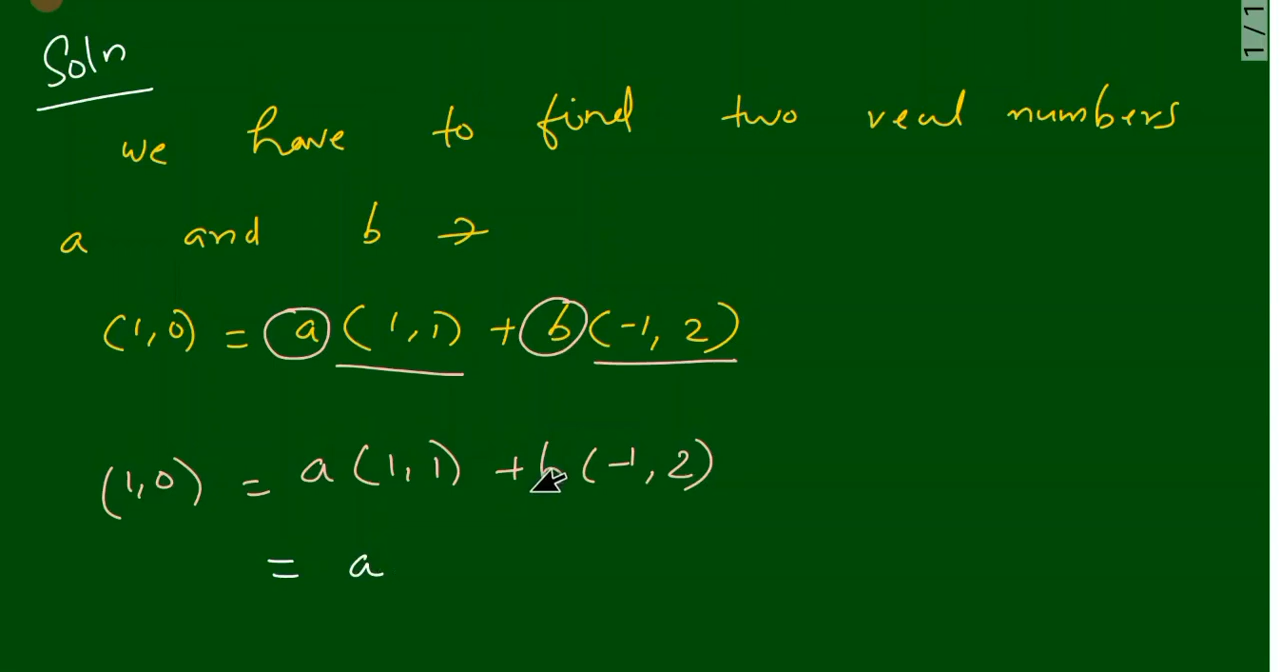 1/1
Soln
we have to find two real numbers
a and b →
(1,0) = a (1,1) + b (-1, 2)
(1,0) = a (1,1) + b (-1, 2)
= a